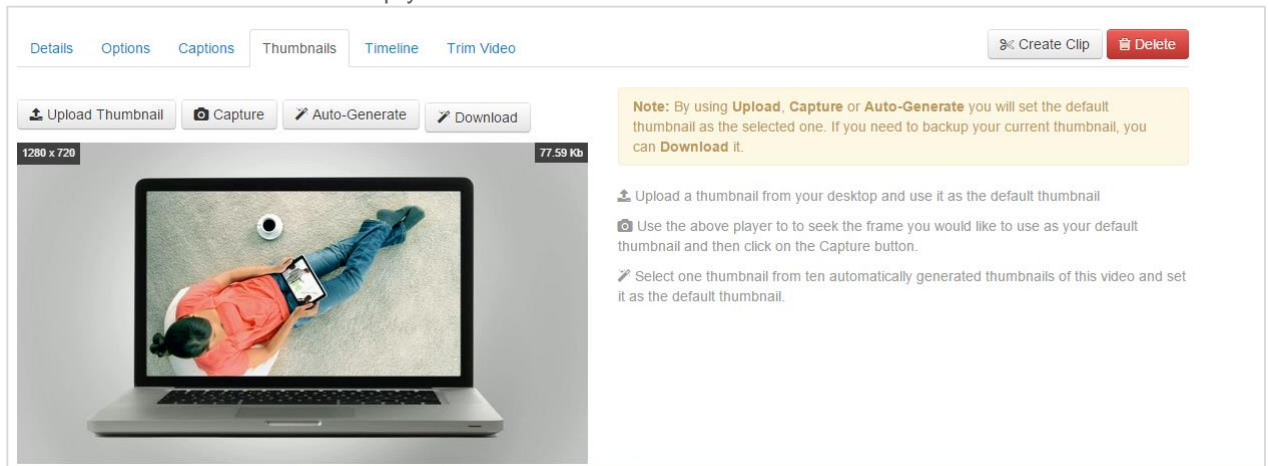 Details Options Captions Thumbnails Timeline Trim Video Create Clip Delete
Upload Thumbnail Capture Auto-Generate Download
1280 x 720 77.59 Kb
Note: By using Upload, Capture or Auto-Generate you will set the default
thumbnail as the selected one. If you need to backup your current thumbnail, you
can Download it.
Upload a thumbnail from your desktop and use it as the default thumbnail
Use the above player to to seek the frame you would like to use as your default
thumbnail and then click on the Capture button.
Select one thumbnail from ten automatically generated thumbnails of this video and set
it as the default thumbnail.